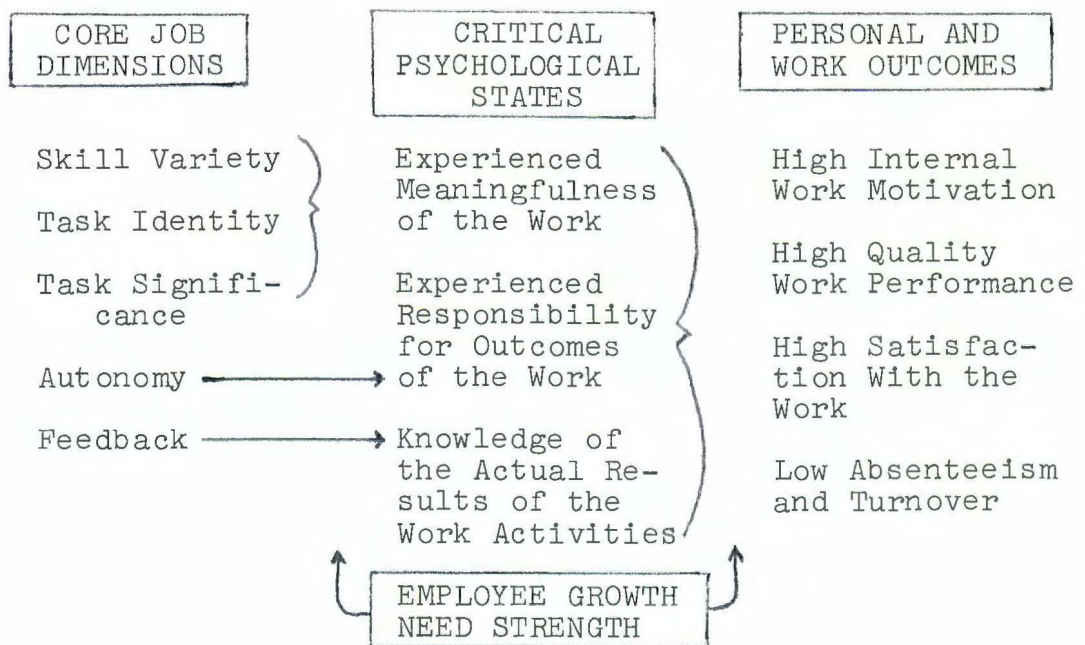 CORE JOB
DIMENSIONS
Skill Variety
Task Identity
Task Signifi-
cance
Autonomy
Feedback
CRITICAL
PSYCHOLOGICAL
STATES
Experienced
Meaningfulness
of the Work
Experienced
Responsibility
for Outcomes
of the Work
Knowledge of
the Actual Re-
sults of the
Work Activities
PERSONAL AND
WORK OUTCOMES
High Internal
Work Motivation
High Quality
Work Performance
High Satisfac-
tion With the
Work
Low Absenteeism
and Turnover
EMPLOYEE GROWTH
NEED STRENGTH